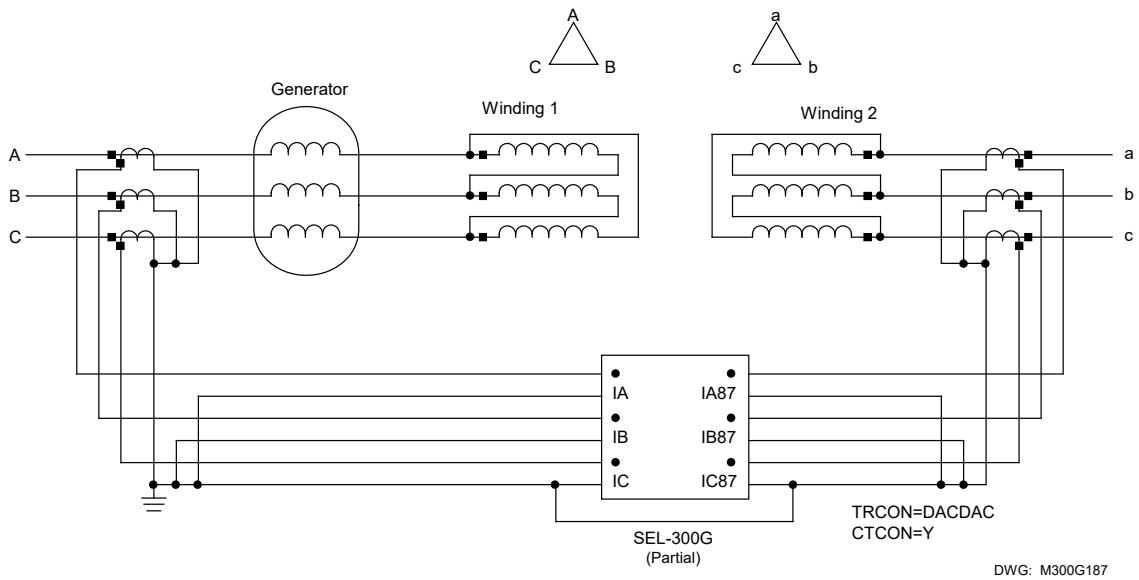 A
a
C
B
c
b
Generator
Winding 1
Winding 2
A
a
B
b
C
c
IA
IA87
IB
IB87
IC
IC87
TRCON=DACDAC
CTCON=Y
SEL-300G
(Partial)
DWG: M300G187